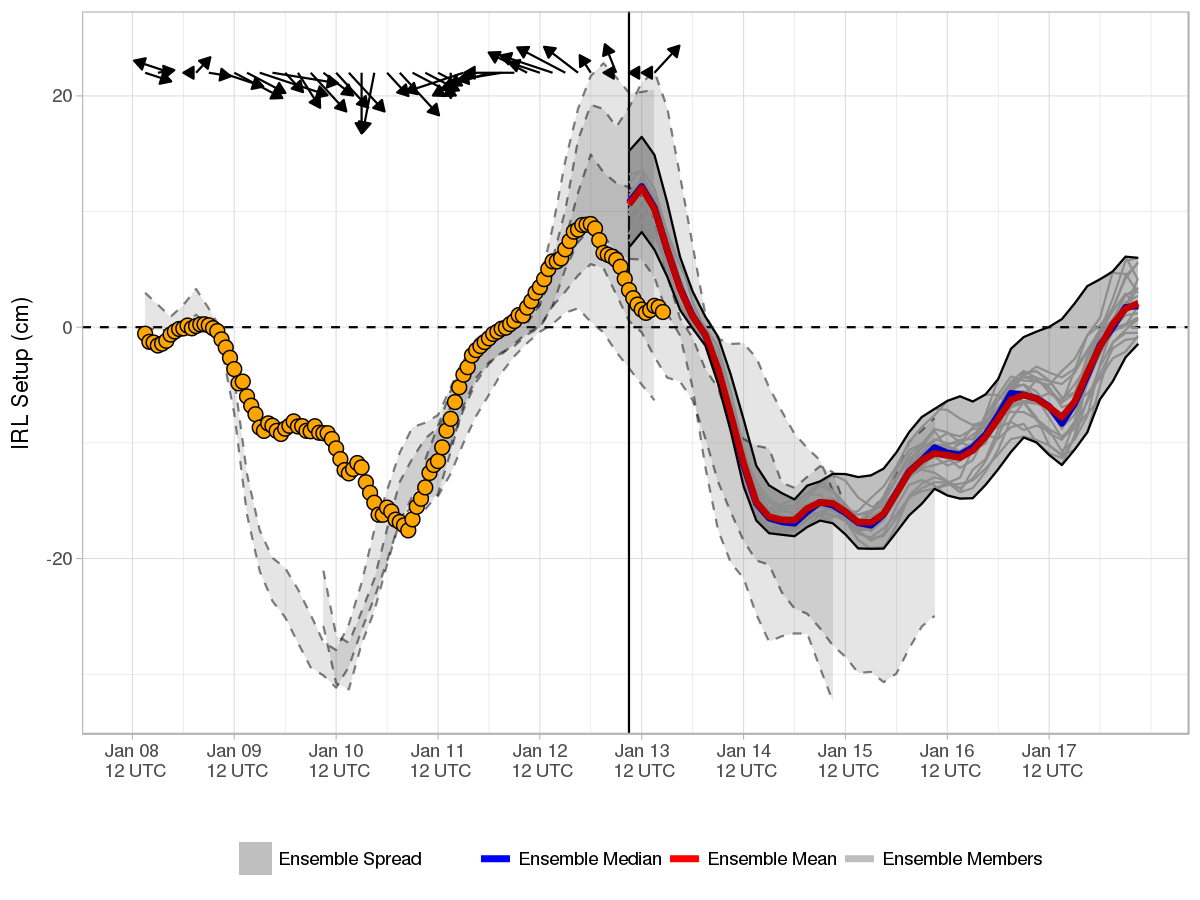 20
0
-20
IRL Setup (cm)
Jan 08 Jan 09 Jan 10 Jan 11 Jan 12 Jan 13 Jan 14 Jan 15 Jan 16 Jan 17
12 UTC 12 UTC 12 UTC 12 UTC 12 UTC 12 UTC 12 UTC 12 UTC 12 UTC 12 UTC
Ensemble Spread Ensemble Median Ensemble Mean Ensemble Members